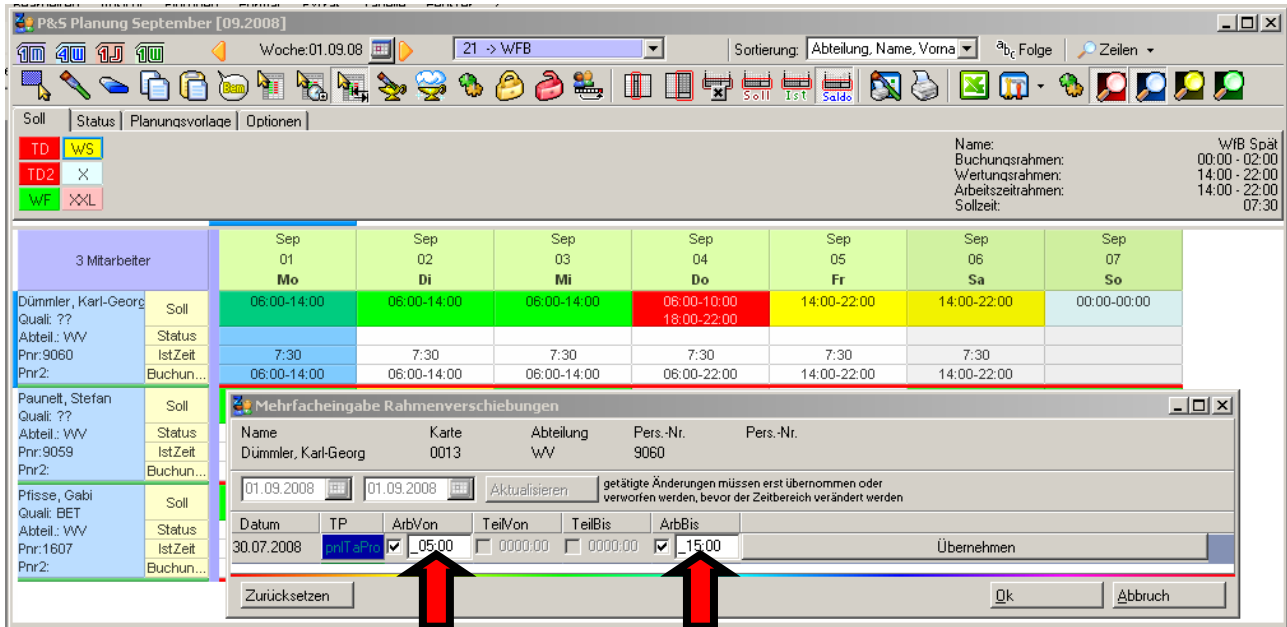 P&S Planung September [09.2008]
1M 4W 1J 1W Woche:01.09.08 21 -> WFB Sortierung: Abteilung, Name, Vorna abc Folge Zeilen
Bem Soll Ist Saldo
Soll Status Planungsvorlage Optionen
TD WS
TD2 X
WF XXL
Name: WfB Spät
Buchungsrahmen: 00:00 - 02:00
Wertungsrahmen: 14:00 - 22:00
Arbeitszeitrahmen: 14:00 - 22:00
Sollzeit: 07:30
3 Mitarbeiter
Sep Sep Sep Sep Sep Sep Sep
01 02 03 04 05 06 07
Mo Di Mi Do Fr Sa So
Dümmler, Karl-Georg
Quali: ??
Abteil.: WV
Pnr:9060
Pnr2:
Soll 06:00-14:00 06:00-14:00 06:00-14:00 06:00-10:00 14:00-22:00 14:00-22:00 00:00-00:00
18:00-22:00
Status
IstZeit 7:30 7:30 7:30 7:30 7:30 7:30
Buchun... 06:00-14:00 06:00-14:00 06:00-14:00 06:00-22:00 14:00-22:00 14:00-22:00
Paunelt, Stefan
Quali: ??
Abteil.: WV
Pnr:9059
Pnr2:
Soll
Status
IstZeit
Buchun...
Pfisse, Gabi
Quali: BET
Abteil.: WV
Pnr:1607
Pnr2:
Soll
Status
IstZeit
Buchun...
Mehrfacheingabe Rahmenverschiebungen
Name Karte Abteilung Pers.-Nr. Pers.-Nr.
Dümmler, Karl-Georg 0013 WV 9060
01.09.2008 01.09.2008 Aktualisieren
getätigte Änderungen müssen erst übernommen oder
verworfen werden, bevor der Zeitbereich verändert werden
Datum TP ArbVon TeilVon TeilBis ArbBis
30.07.2008 pnlTaPro _05:00 0000:00 0000:00 _15:00 Übernehmen
Zurücksetzen Ok Abbruch